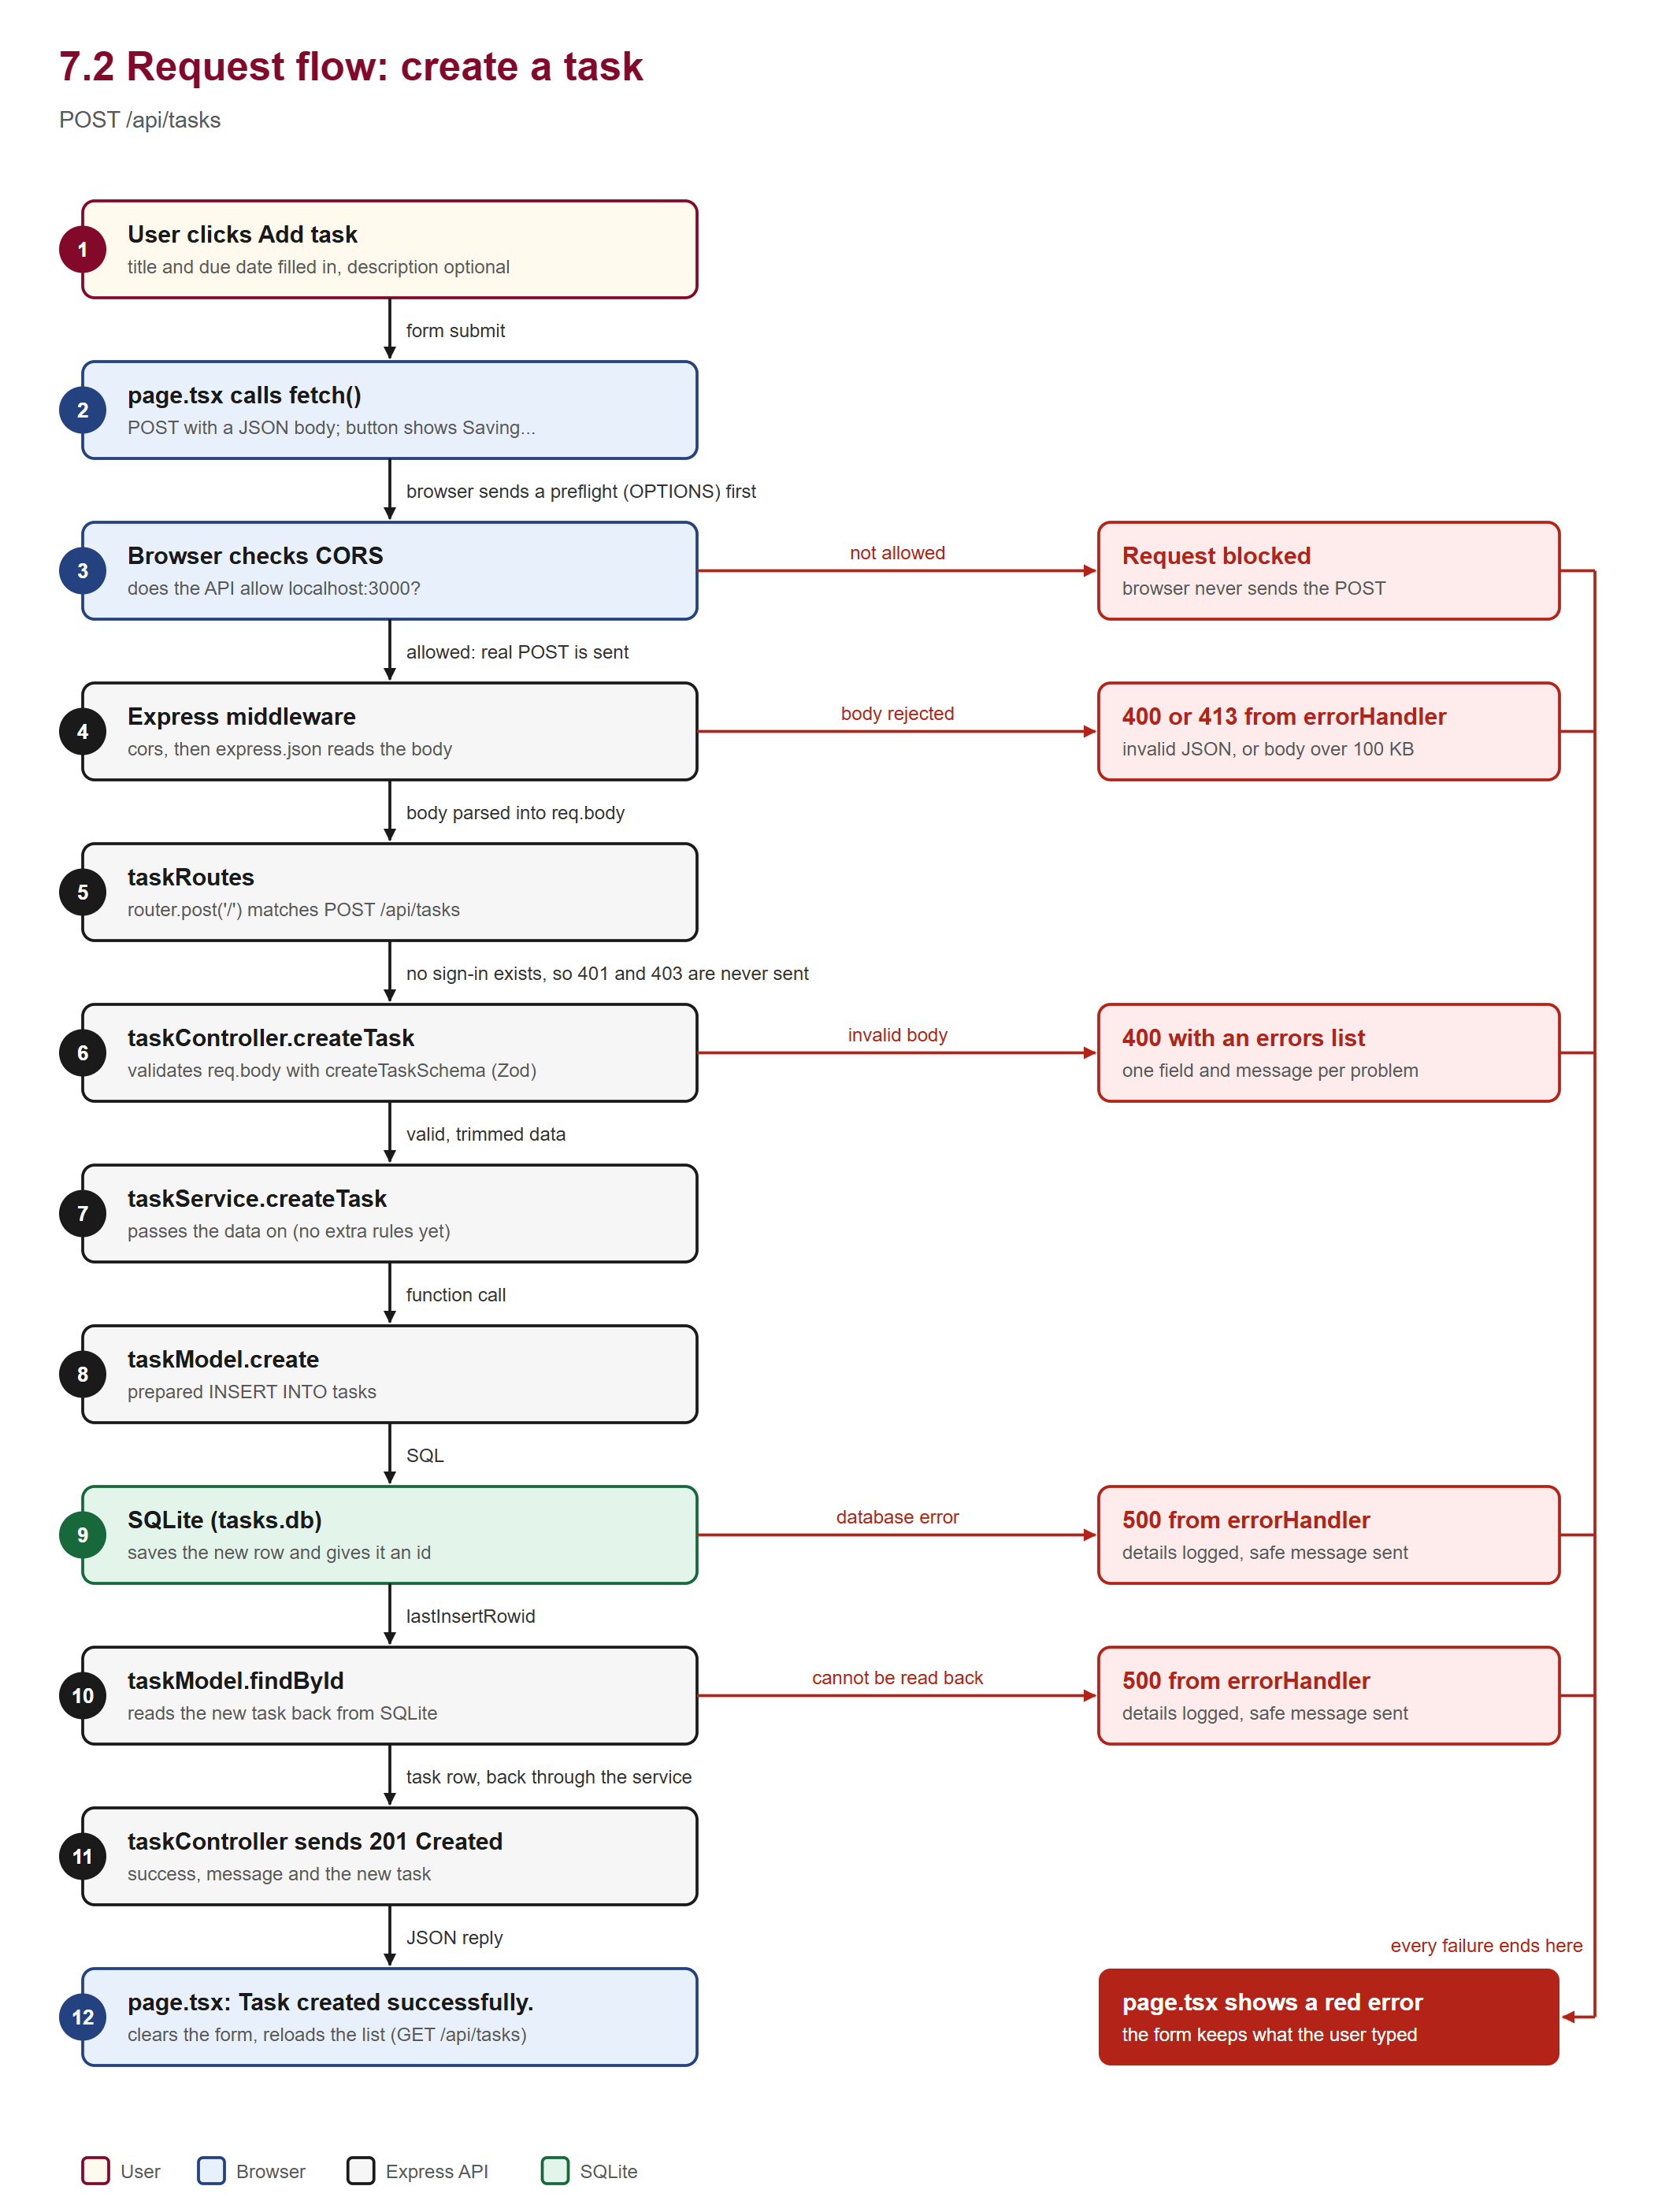 7.2 Request flow: create a task
POST /api/tasks
1
User clicks Add task
title and due date filled in, description optional
form submit
2
page.tsx calls fetch()
POST with a JSON body; button shows Saving...
browser sends a preflight (OPTIONS) first
3
Browser checks CORS
does the API allow localhost:3000?
not allowed
Request blocked
browser never sends the POST
allowed: real POST is sent
4
Express middleware
cors, then express.json reads the body
body rejected
400 or 413 from errorHandler
invalid JSON, or body over 100 KB
body parsed into req.body
5
taskRoutes
router.post('/') matches POST /api/tasks
no sign-in exists, so 401 and 403 are never sent
6
taskController.createTask
validates req.body with createTaskSchema (Zod)
invalid body
400 with an errors list
one field and message per problem
valid, trimmed data
7
taskService.createTask
passes the data on (no extra rules yet)
function call
8
taskModel.create
prepared INSERT INTO tasks
SQL
9
SQLite (tasks.db)
saves the new row and gives it an id
database error
500 from errorHandler
details logged, safe message sent
lastInsertRowid
10
taskModel.findById
reads the new task back from SQLite
cannot be read back
500 from errorHandler
details logged, safe message sent
task row, back through the service
11
taskController sends 201 Created
success, message and the new task
JSON reply
every failure ends here
12
page.tsx: Task created successfully.
clears the form, reloads the list (GET /api/tasks)
page.tsx shows a red error
the form keeps what the user typed
User
Browser
Express API
SQLite